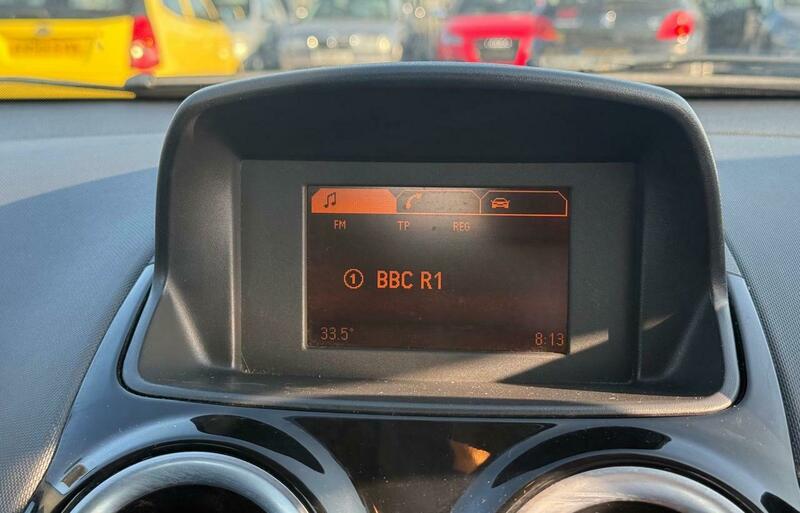 FM TP REG
① BBC R1
33.5° 8:13